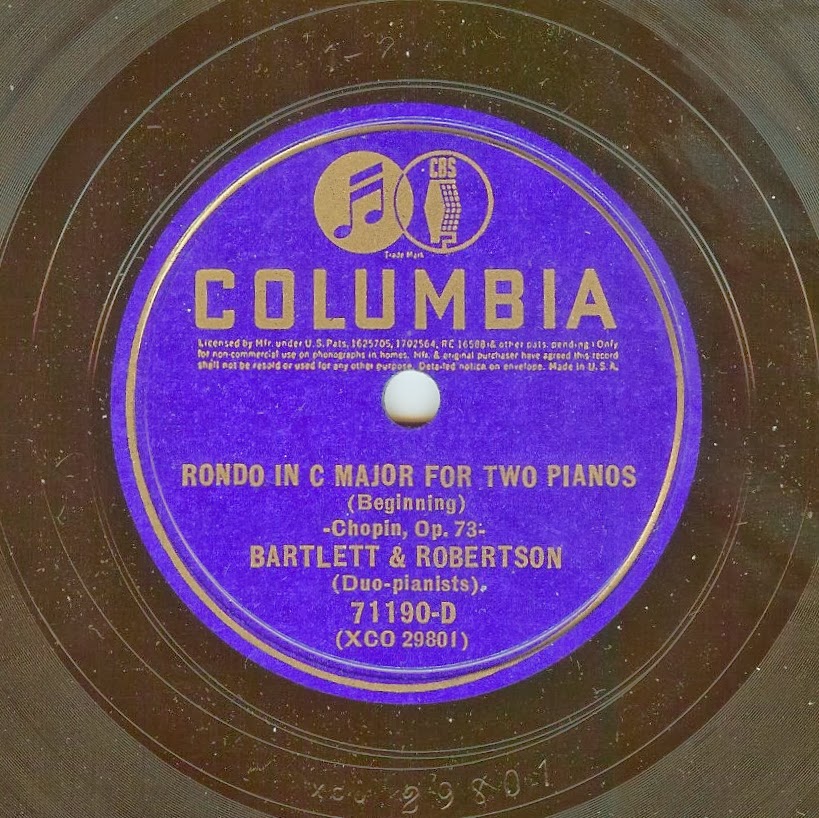 1-2
CBS
Trade Mark
COLUMBIA
Licensed by Mfr. under U.S. Pats. 1625705, 1702564, RE 16588 & other pats. pending: Only
for non-commercial use on phonographs in homes. Mfr. & original purchaser have agreed this record
shall not be resold or used for any other purpose. Detailed notice on envelope. Made in U.S.A.
RONDO IN C MAJOR FOR TWO PIANOS
(Beginning)
-Chopin, Op. 73-
BARTLETT & ROBERTSON
(Duo-pianists).
71190-D
(XCO 29801)
xco 29801